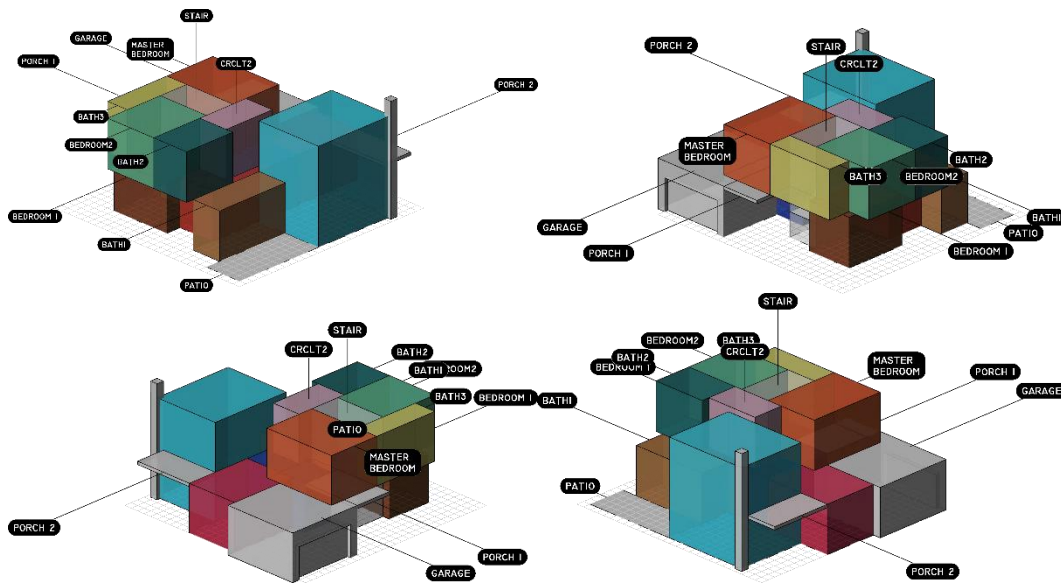 STAIR
GARAGE
MASTER
BEDROOM
PORCH 1
CRCLT2
PORCH 2
BATH3
BEDROOM2
BATH2
BEDROOM 1
BATH1
PATIO
PORCH 2
STAIR
CRCLT2
MASTER
BEDROOM
BATH2
BATH3
BEDROOM2
BATH1
GARAGE
PATIO
PORCH 1
BEDROOM 1
STAIR
CRCLT2
BATH2
BATH1
OOM2
BATH3
BEDROOM 1
PATIO
MASTER
BEDROOM
PORCH 2
PORCH 1
GARAGE
STAIR
BEDROOM2
BATH3
BATH2
CRCLT2
BEDROOM 1
MASTER
BEDROOM
PORCH 1
GARAGE
BATH1
PATIO
PORCH 2